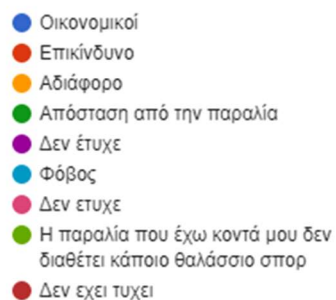 Οικονομικοί
Επικίνδυνο
Αδιάφορο
Απόσταση από την παραλία
Δεν έτυχε
Φόβος
Δεν ετυχε
Η παραλία που έχω κοντά μου δεν
διαθέτει κάποιο θαλάσσιο σπορ
Δεν εχει τυχει